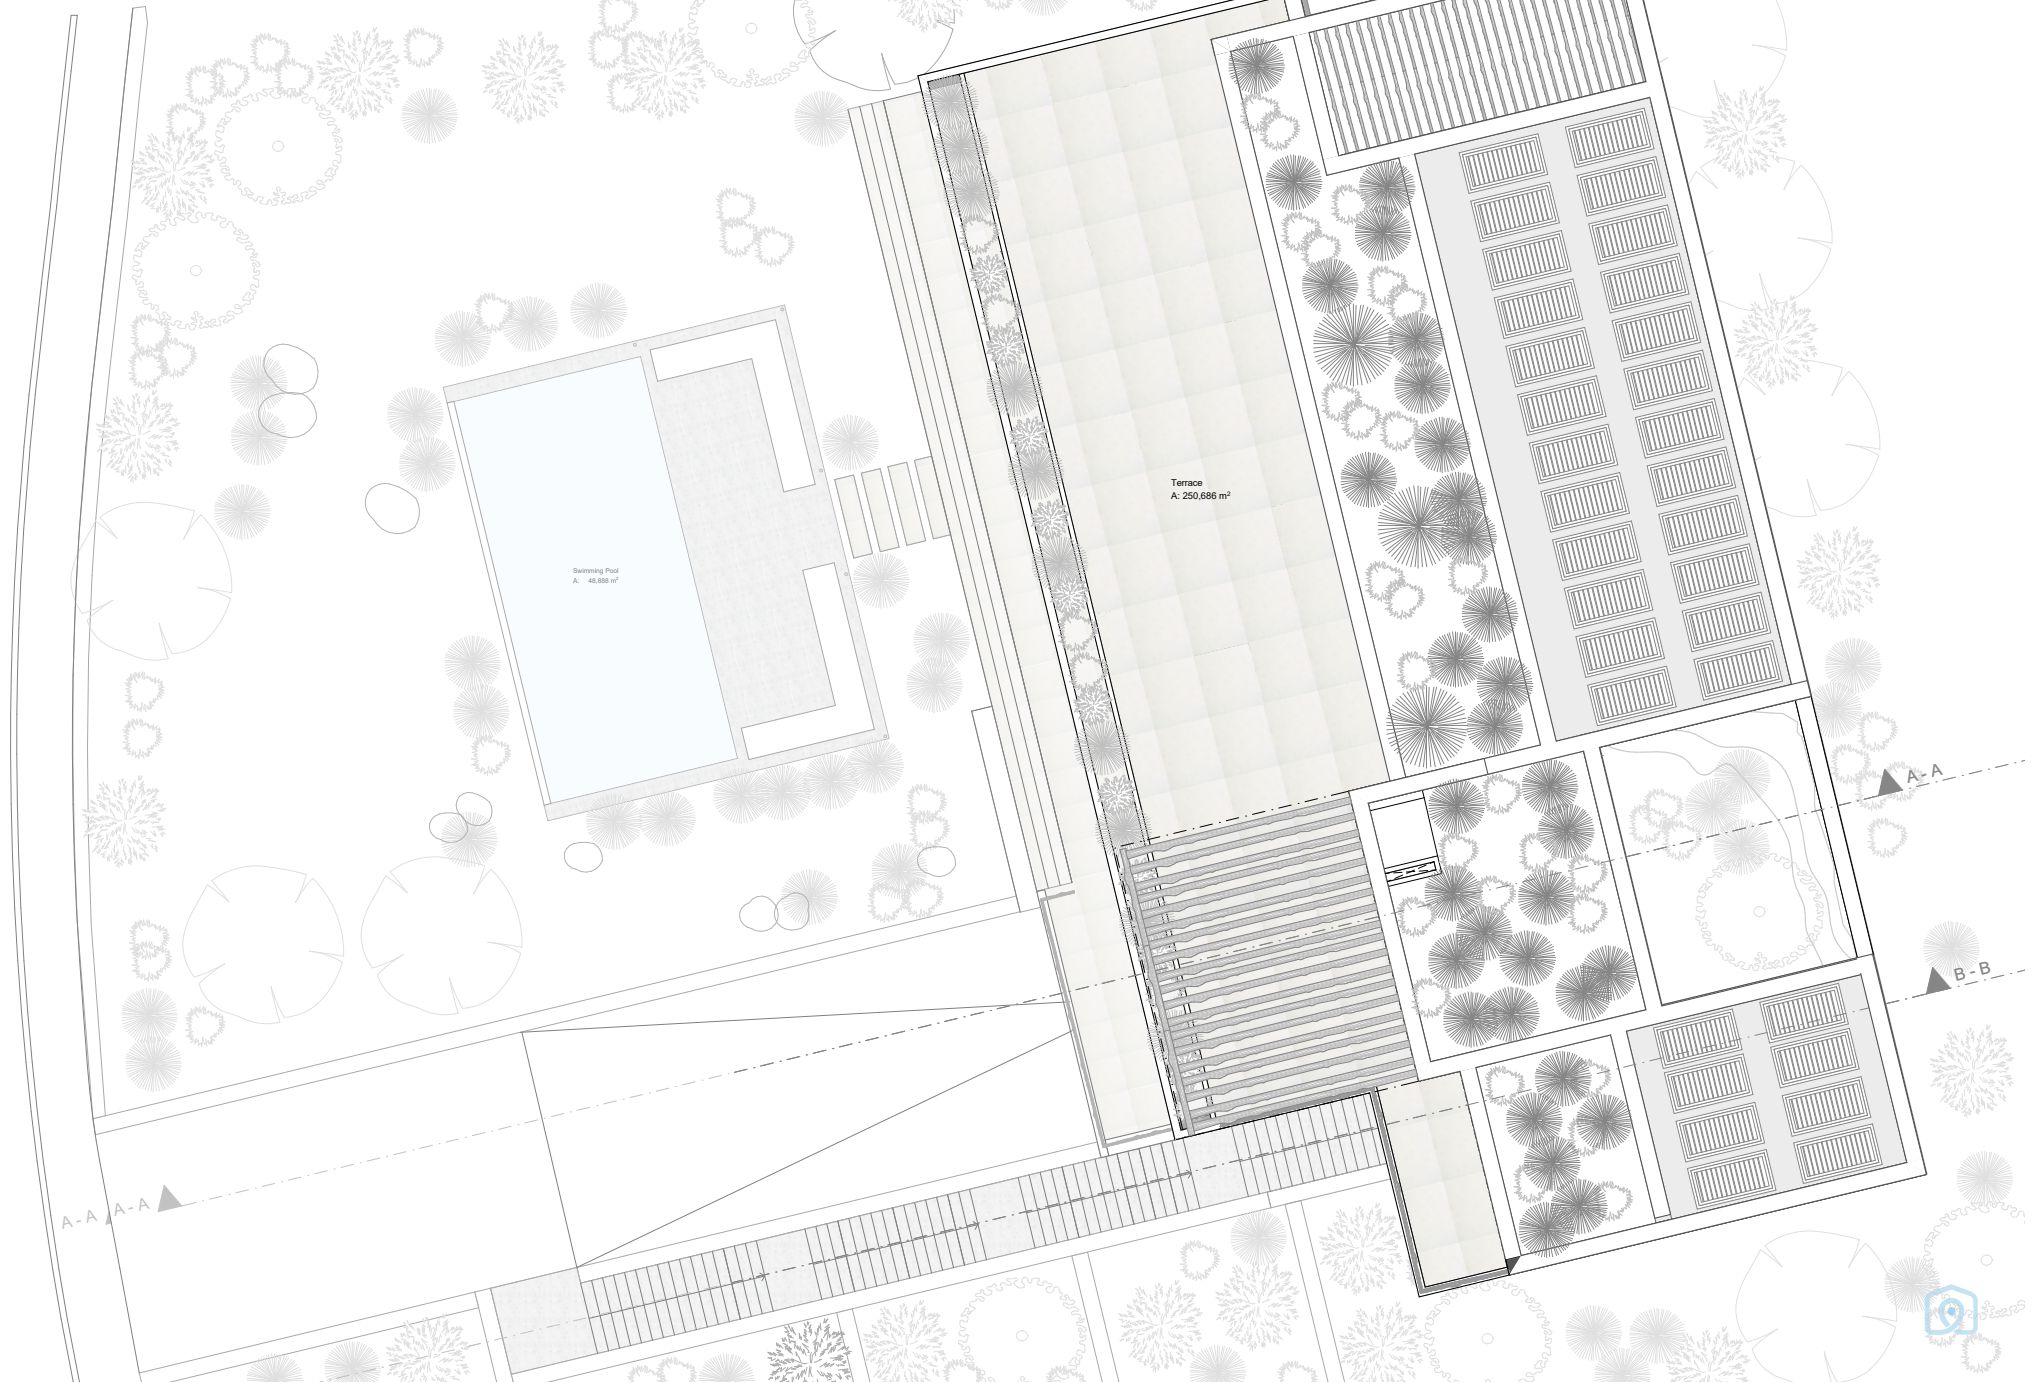 Terrace
A: 250,686 m²
Swimming Pool
A: 48,888 m²
A-A
B-B
A-A
A-A